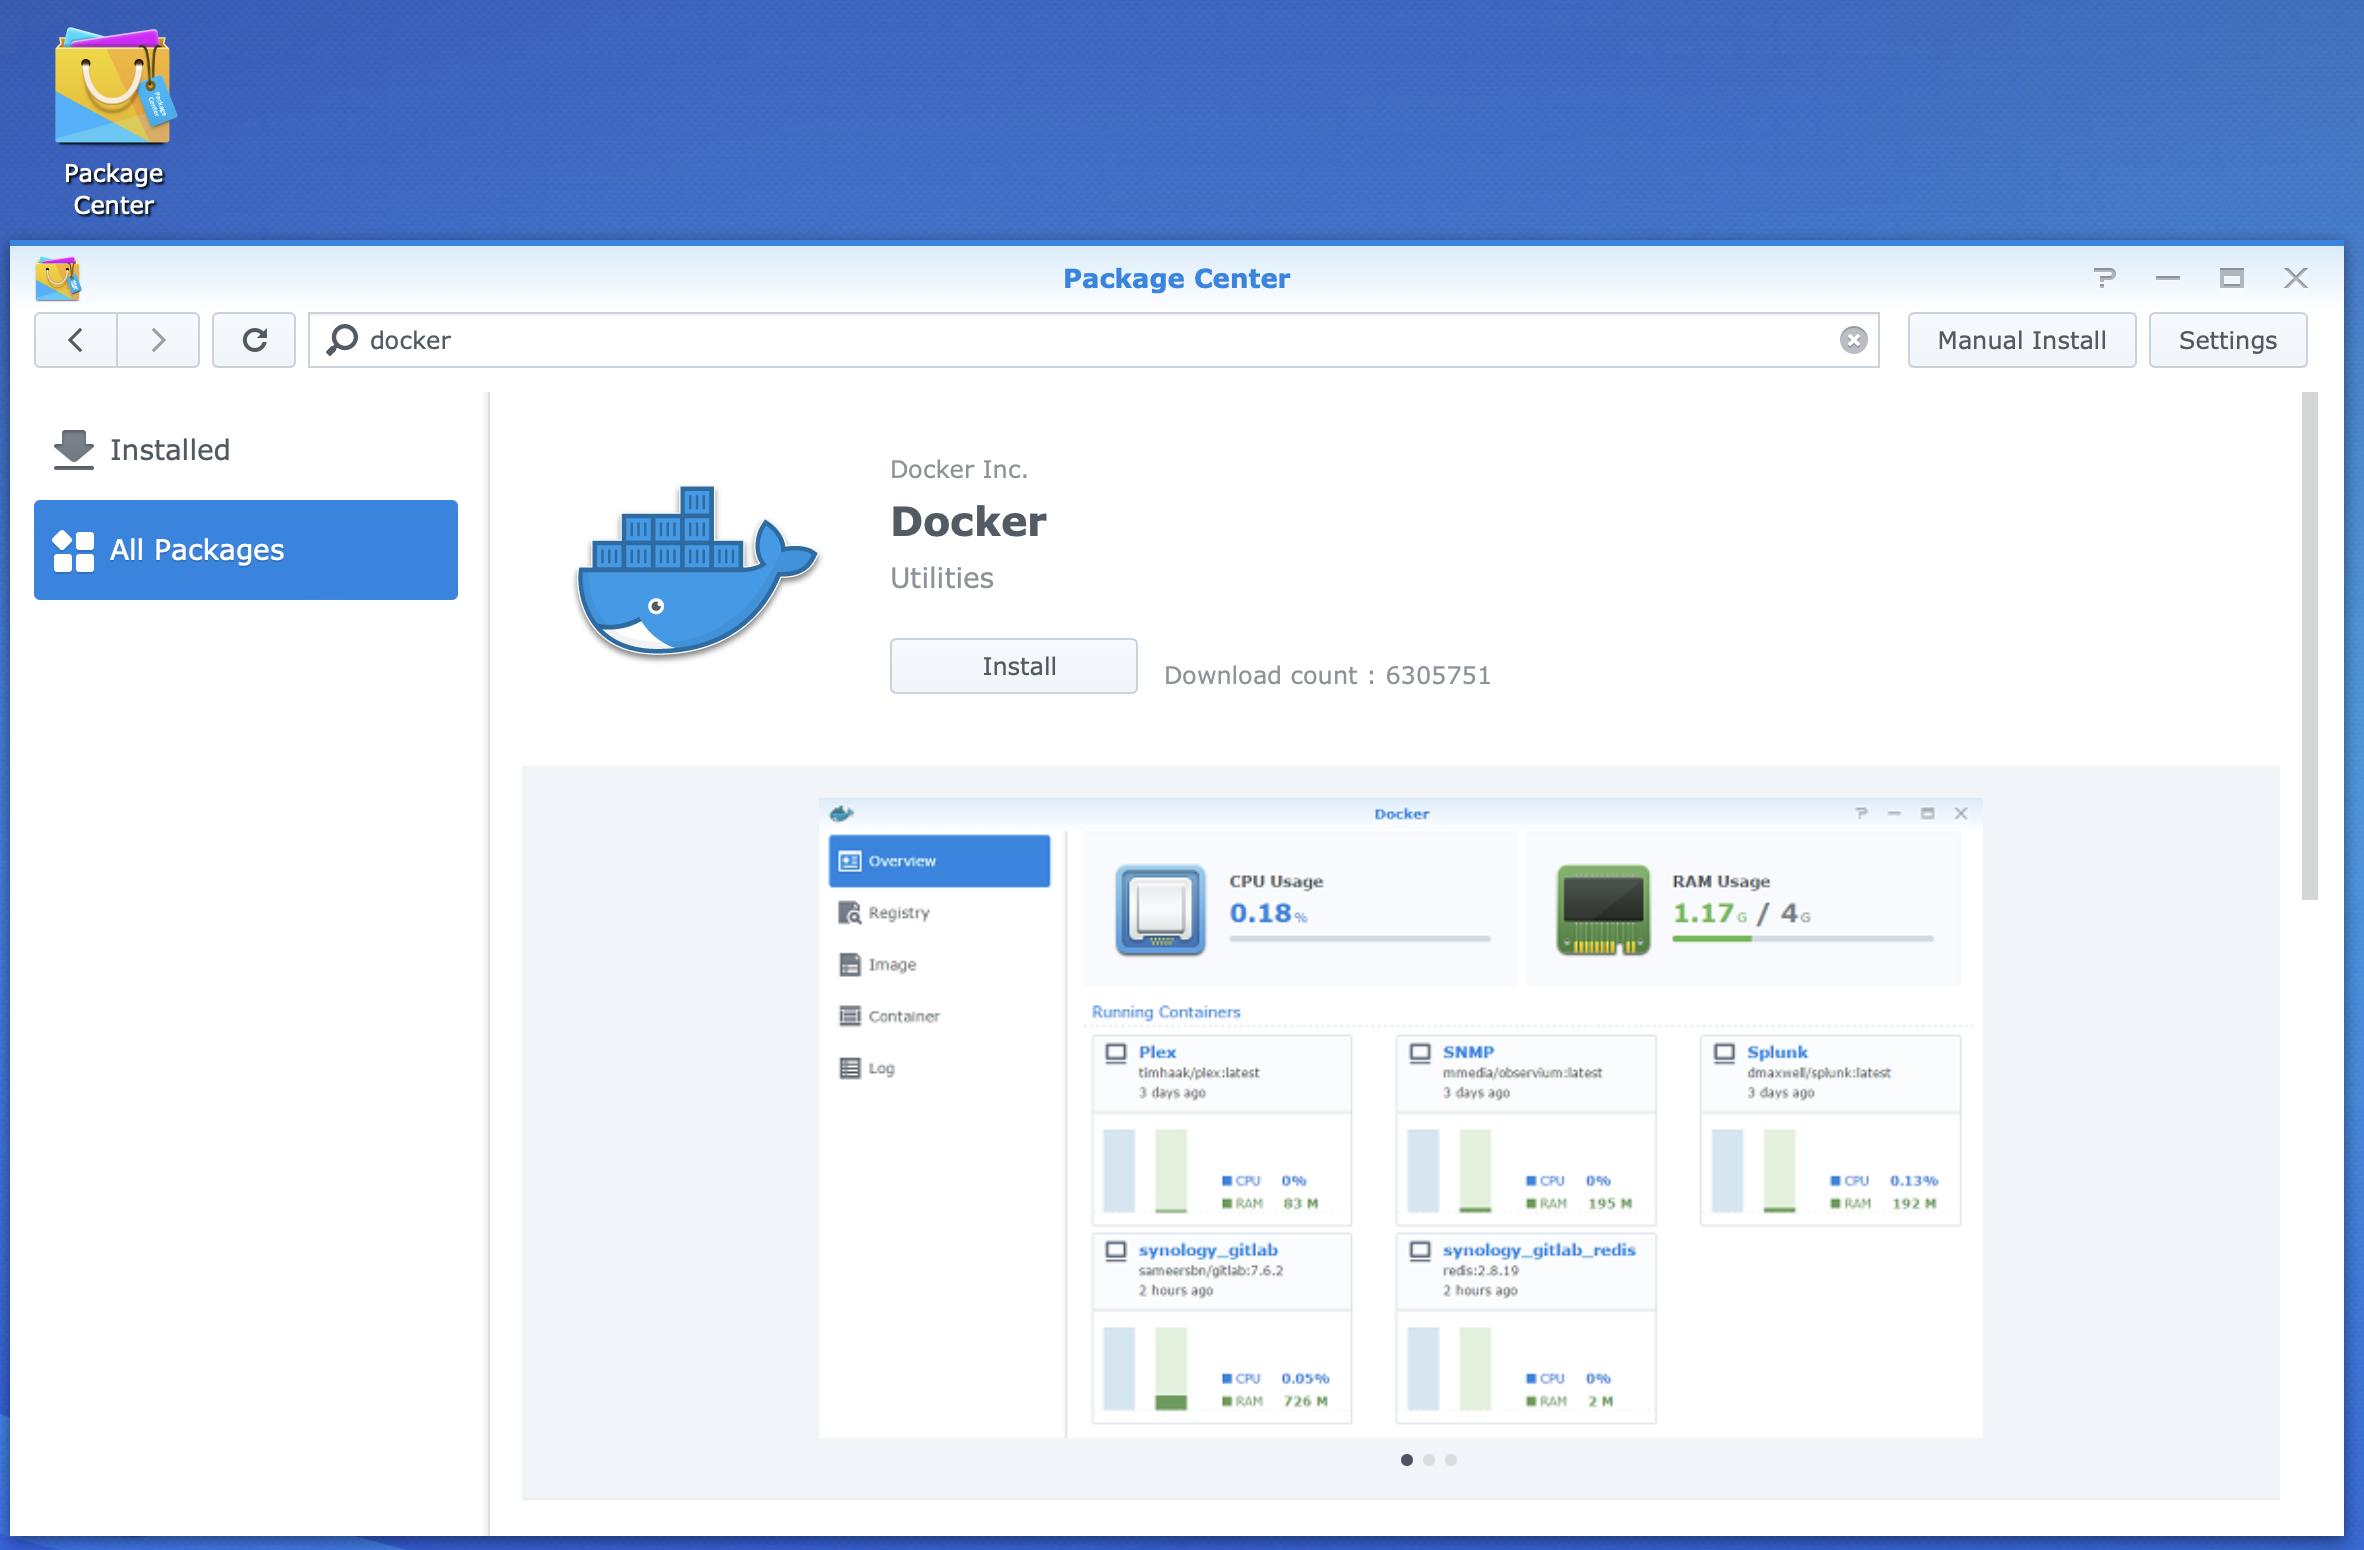 Package
Center
Package Center
docker
Manual Install
Settings
Installed
All Packages
Docker Inc.
Docker
Utilities
Install
Download count : 6305751
Docker
Overview
Registry
Image
Container
Log
CPU Usage
0.18 %
RAM Usage
1.17 G / 4 G
Running Containers
Plex
timhaak/plex:latest
3 days ago
CPU 0%
RAM 83 M
SNMP
mmedia/observium:latest
3 days ago
CPU 0%
RAM 195 M
Splunk
dmaxwell/splunk:latest
3 days ago
CPU 0.13%
RAM 192 M
synology_gitlab
sameersbn/gitlab:7.6.2
2 hours ago
CPU 0.05%
RAM 726 M
synology_gitlab_redis
redis:2.8.19
2 hours ago
CPU 0%
RAM 2 M